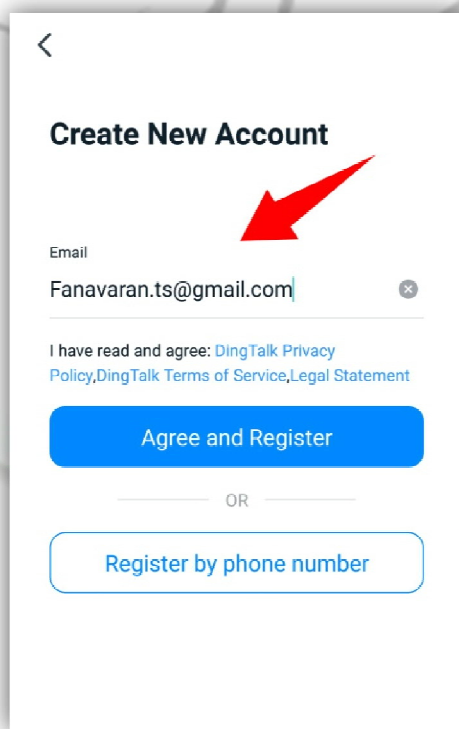 Create New Account
Email
Fanavaran.ts@gmail.com
I have read and agree: DingTalk Privacy
Policy,DingTalk Terms of Service,Legal Statement
Agree and Register
OR
Register by phone number